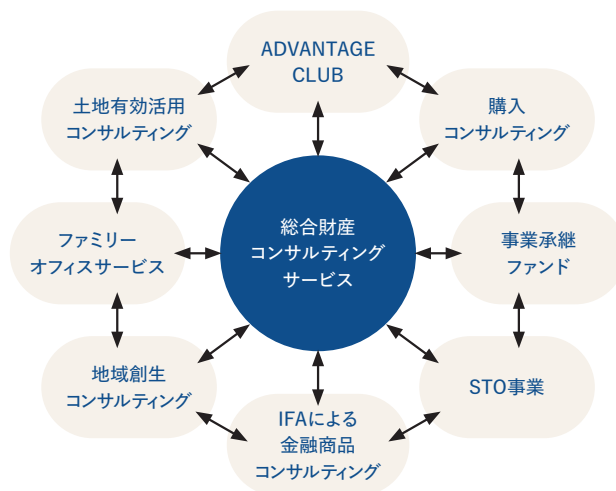 ADVANTAGE
CLUB
土地有効活用
コンサルティング
購入
コンサルティング
ファミリー
オフィスサービス
総合財産
コンサルティング
サービス
事業承継
ファンド
地域創生
コンサルティング
STO事業
IFAによる
金融商品
コンサルティング